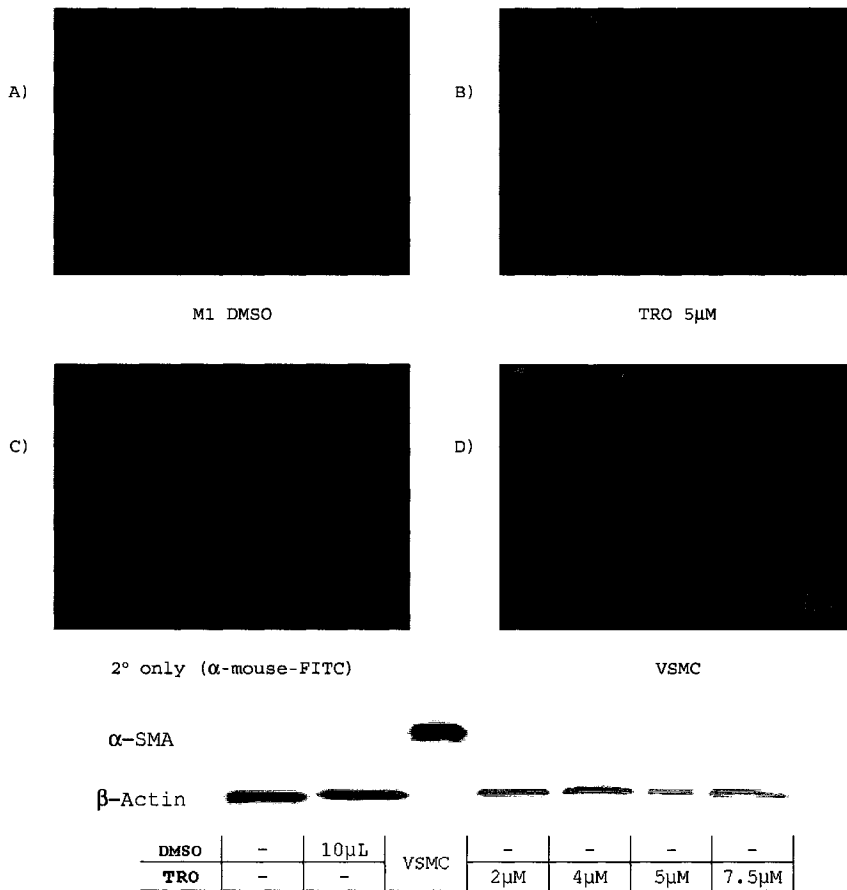 A)
B)
M1 DMSO
TRO 5μM
C)
D)
2° only (α-mouse-FITC)
VSMC
α-SMA
β-Actin
DMSO - 10μL VSMC - - - -
TRO - - 2μM 4μM 5μM 7.5μM